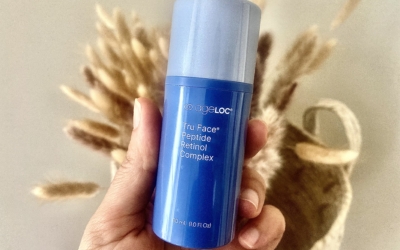 ageLOC®
Tru Face®
Peptide
Retinol
Complex